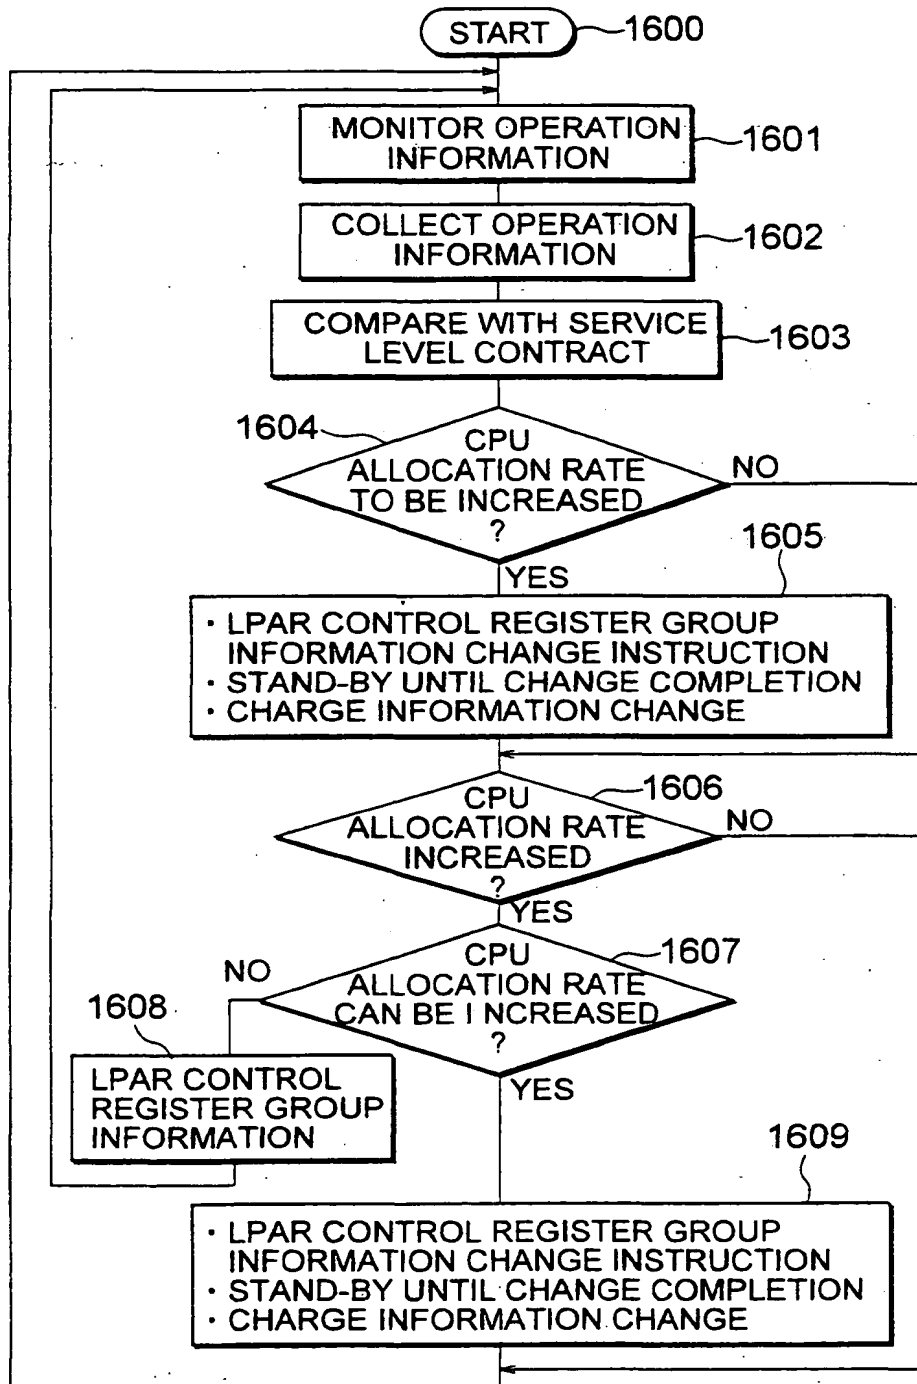 START
1600
MONITOR OPERATION
INFORMATION
1601
COLLECT OPERATION
INFORMATION
1602
COMPARE WITH SERVICE
LEVEL CONTRACT
1603
1604
CPU
ALLOCATION RATE
TO BE INCREASED
?
NO
YES
1605
· LPAR CONTROL REGISTER GROUP
INFORMATION CHANGE INSTRUCTION
· STAND-BY UNTIL CHANGE COMPLETION
· CHARGE INFORMATION CHANGE
1606
CPU
ALLOCATION RATE
INCREASED
?
NO
YES
1607
CPU
ALLOCATION RATE
CAN BE I NCREASED
?
NO
YES
1608
LPAR CONTROL
REGISTER GROUP
INFORMATION
1609
· LPAR CONTROL REGISTER GROUP
INFORMATION CHANGE INSTRUCTION
· STAND-BY UNTIL CHANGE COMPLETION
· CHARGE INFORMATION CHANGE